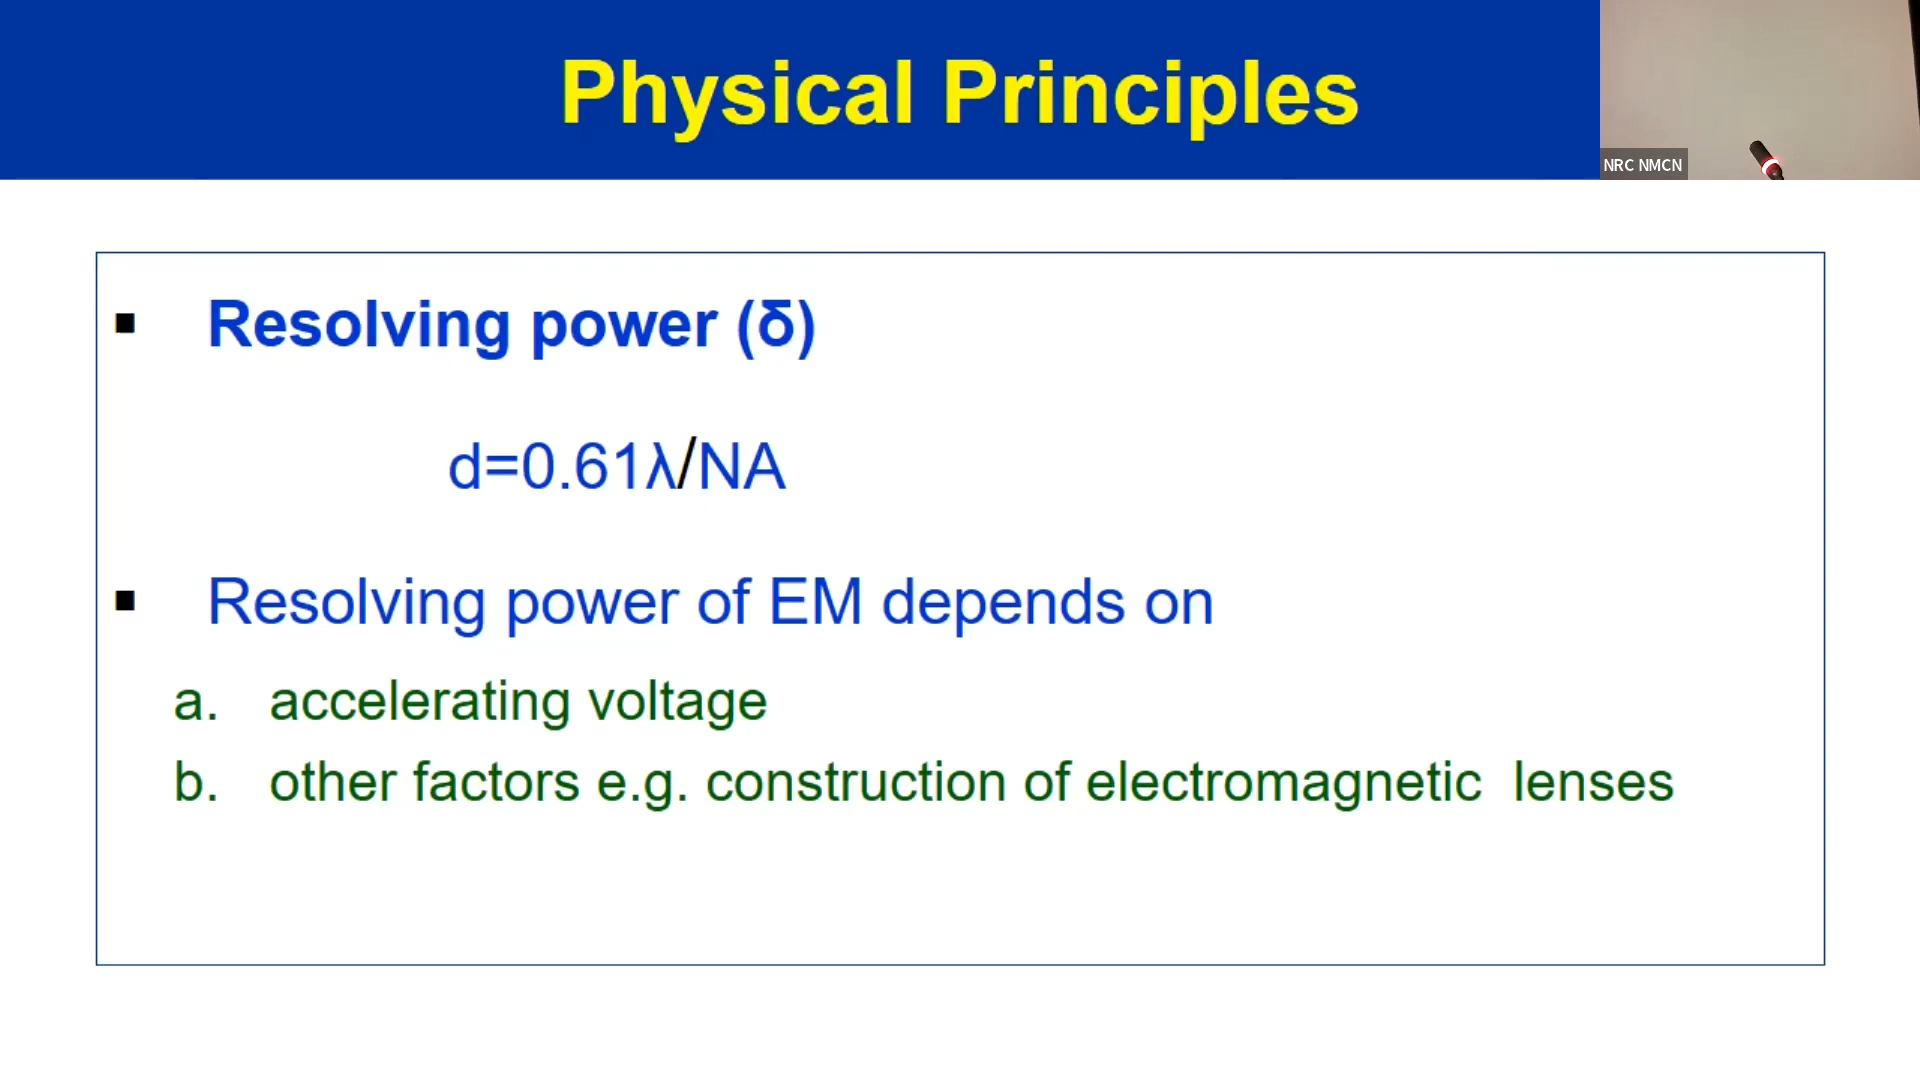 Physical Principles
NRC NMCN
▪ Resolving power (δ)
d=0.61λ/NA
▪ Resolving power of EM depends on
a. accelerating voltage
b. other factors e.g. construction of electromagnetic lenses